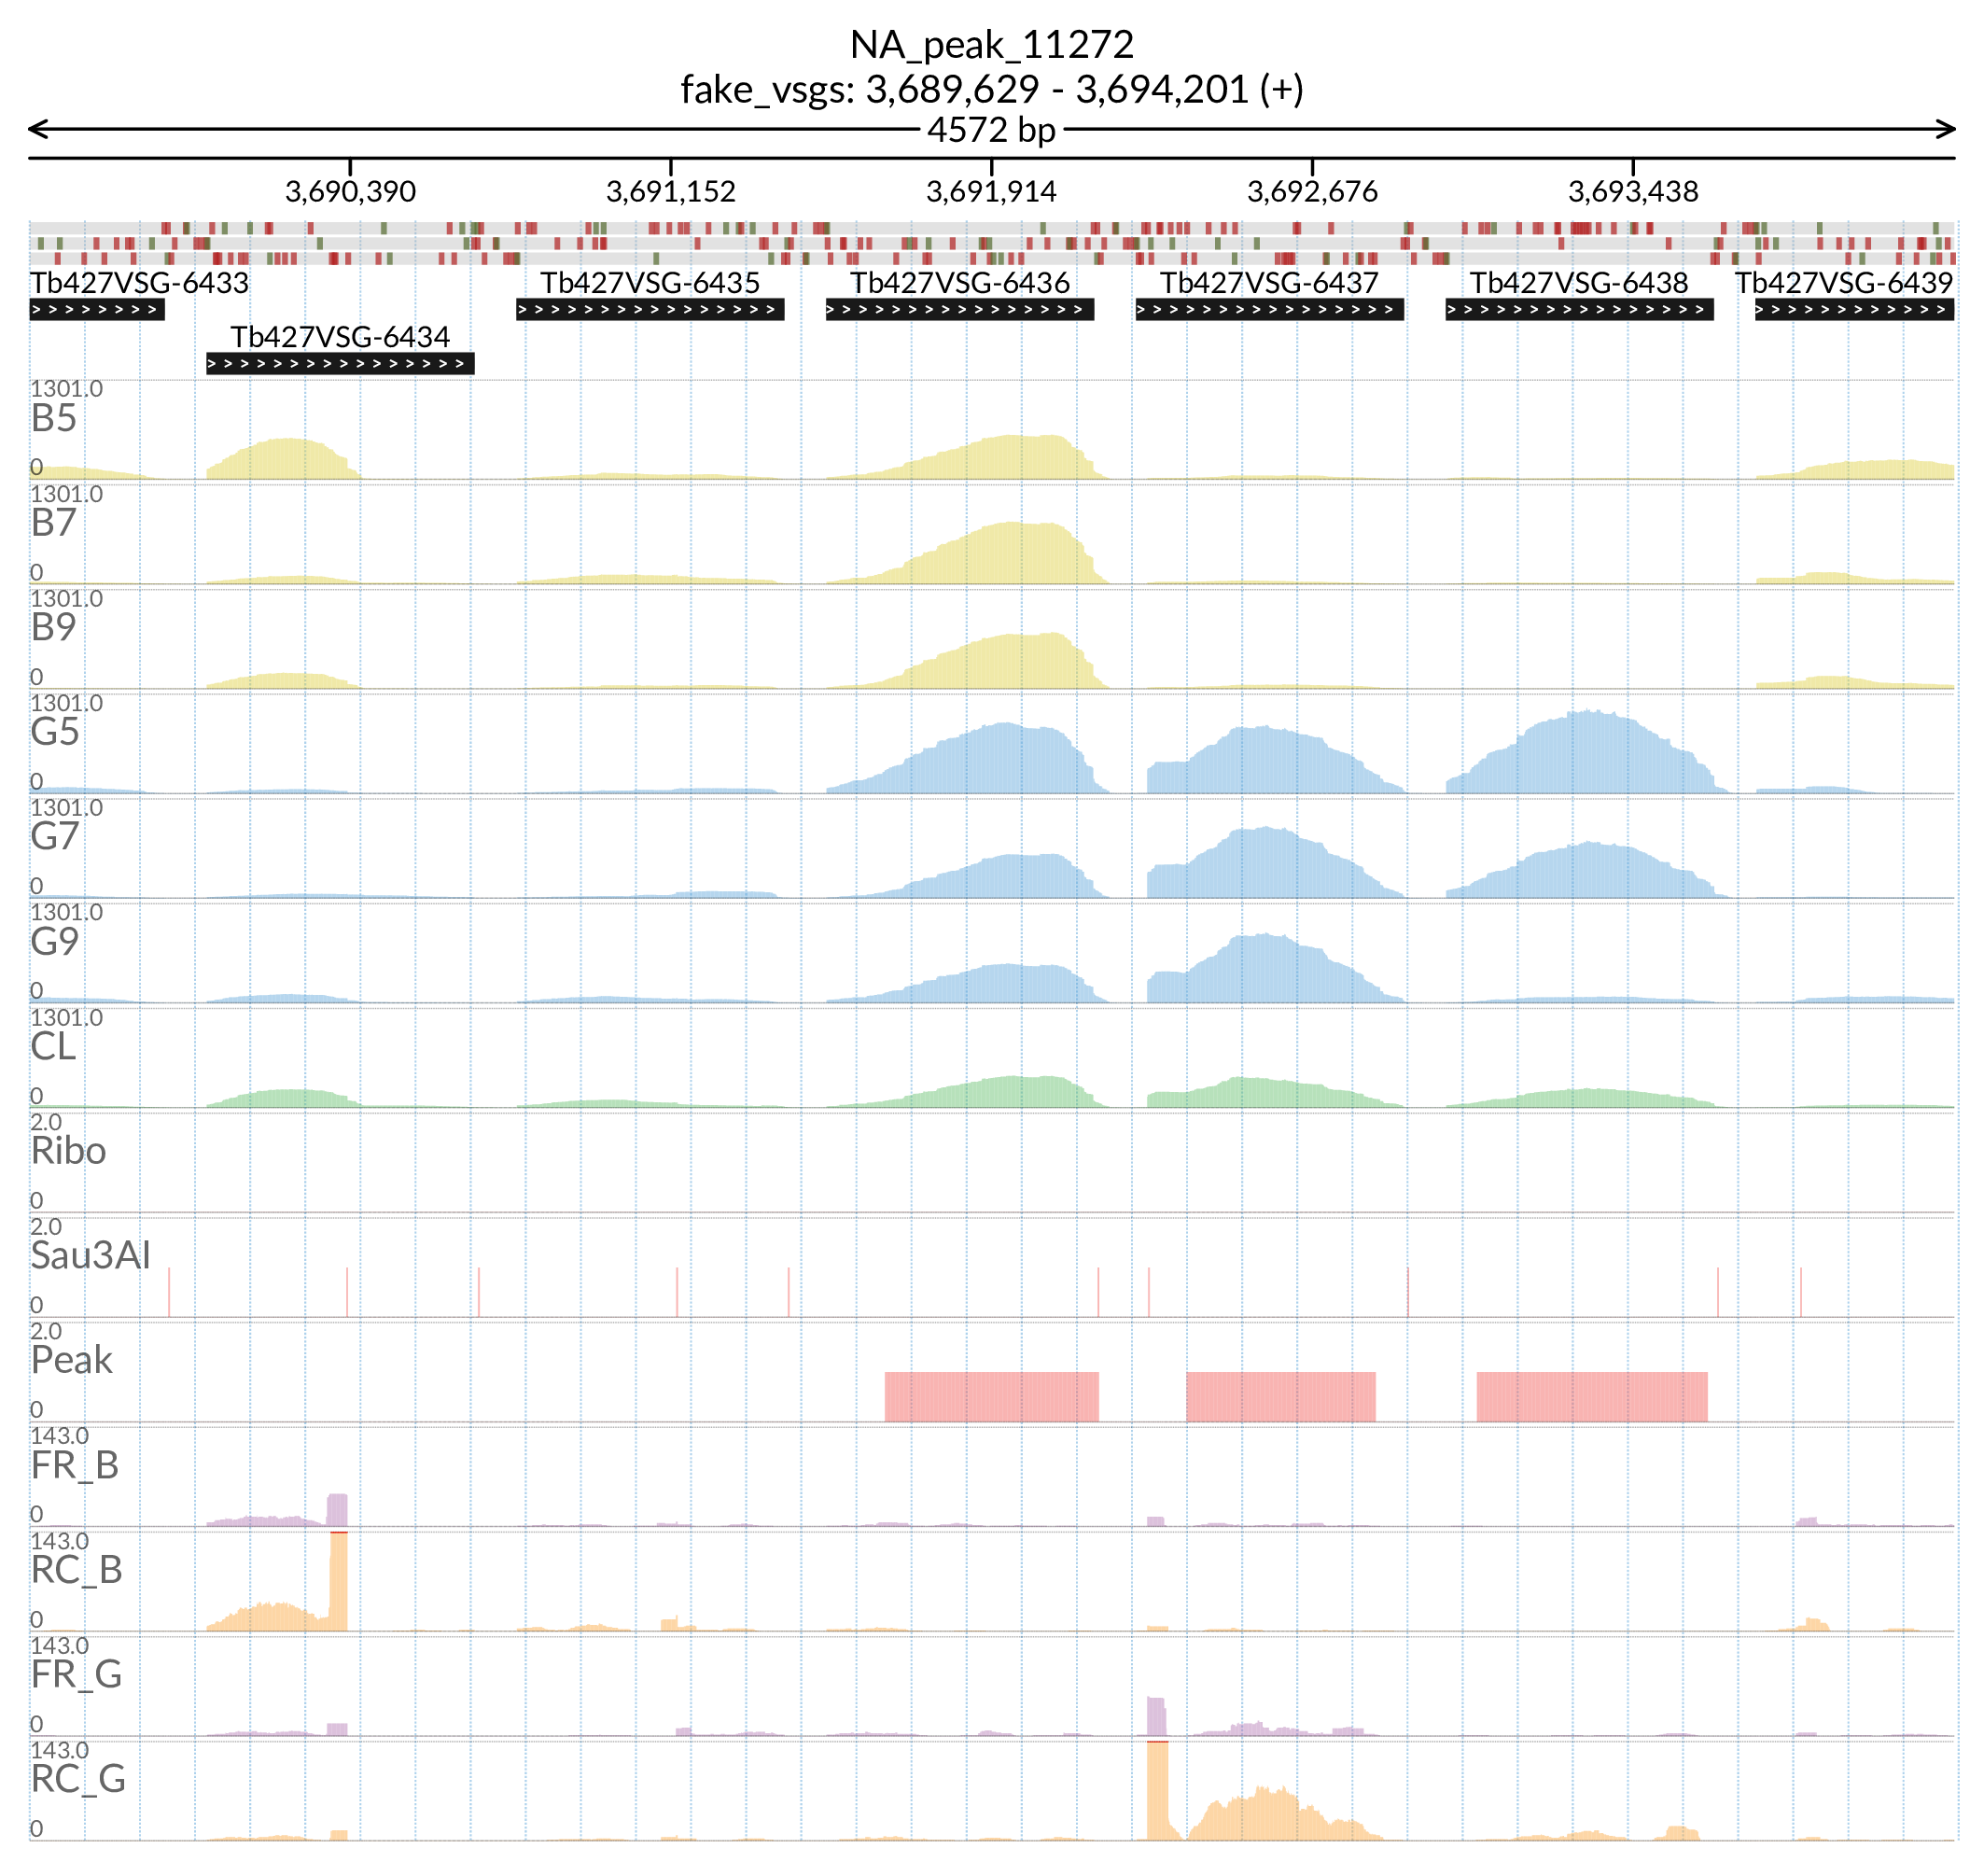 NA_peak_11272
fake_vsgs: 3,689,629 - 3,694,201 (+)
4572 bp
3,690,390 3,691,152 3,691,914 3,692,676 3,693,438
Tb427VSG-6433 Tb427VSG-6435 Tb427VSG-6436 Tb427VSG-6437 Tb427VSG-6438 Tb427VSG-6439
Tb427VSG-6434
1301.0
B5
0
1301.0
B7
0
1301.0
B9
0
1301.0
G5
0
1301.0
G7
0
1301.0
G9
0
1301.0
CL
0
2.0
Ribo
0
2.0
Sau3AI
0
2.0
Peak
0
143.0
FR_B
0
143.0
RC_B
0
143.0
FR_G
0
143.0
RC_G
0